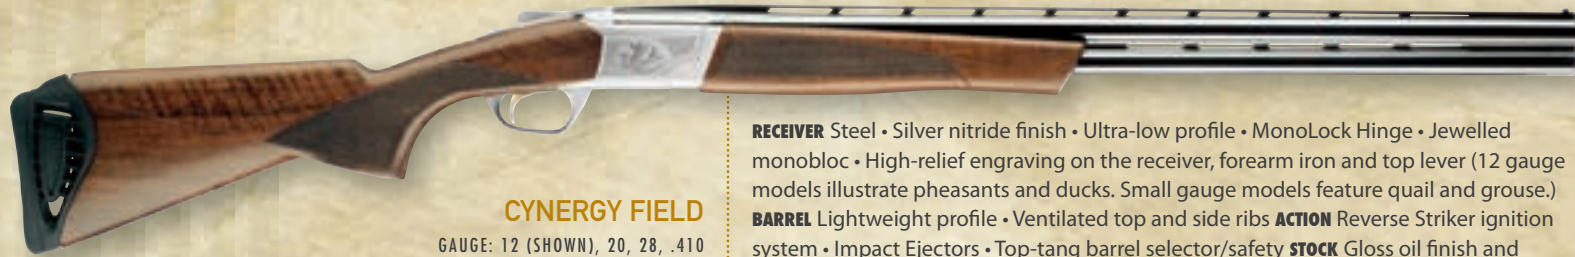 CYNERGY FIELD
GAUGE: 12 (SHOWN), 20, 28, .410
RECEIVER Steel • Silver nitride finish • Ultra-low profile • MonoLock Hinge • Jewelled
monobloc • High-relief engraving on the receiver, forearm iron and top lever (12 gauge
models illustrate pheasants and ducks. Small gauge models feature quail and grouse.)
BARREL Lightweight profile • Ventilated top and side ribs ACTION Reverse Striker ignition
system • Impact Ejectors • Top-tang barrel selector/safety STOCK Gloss oil finish and